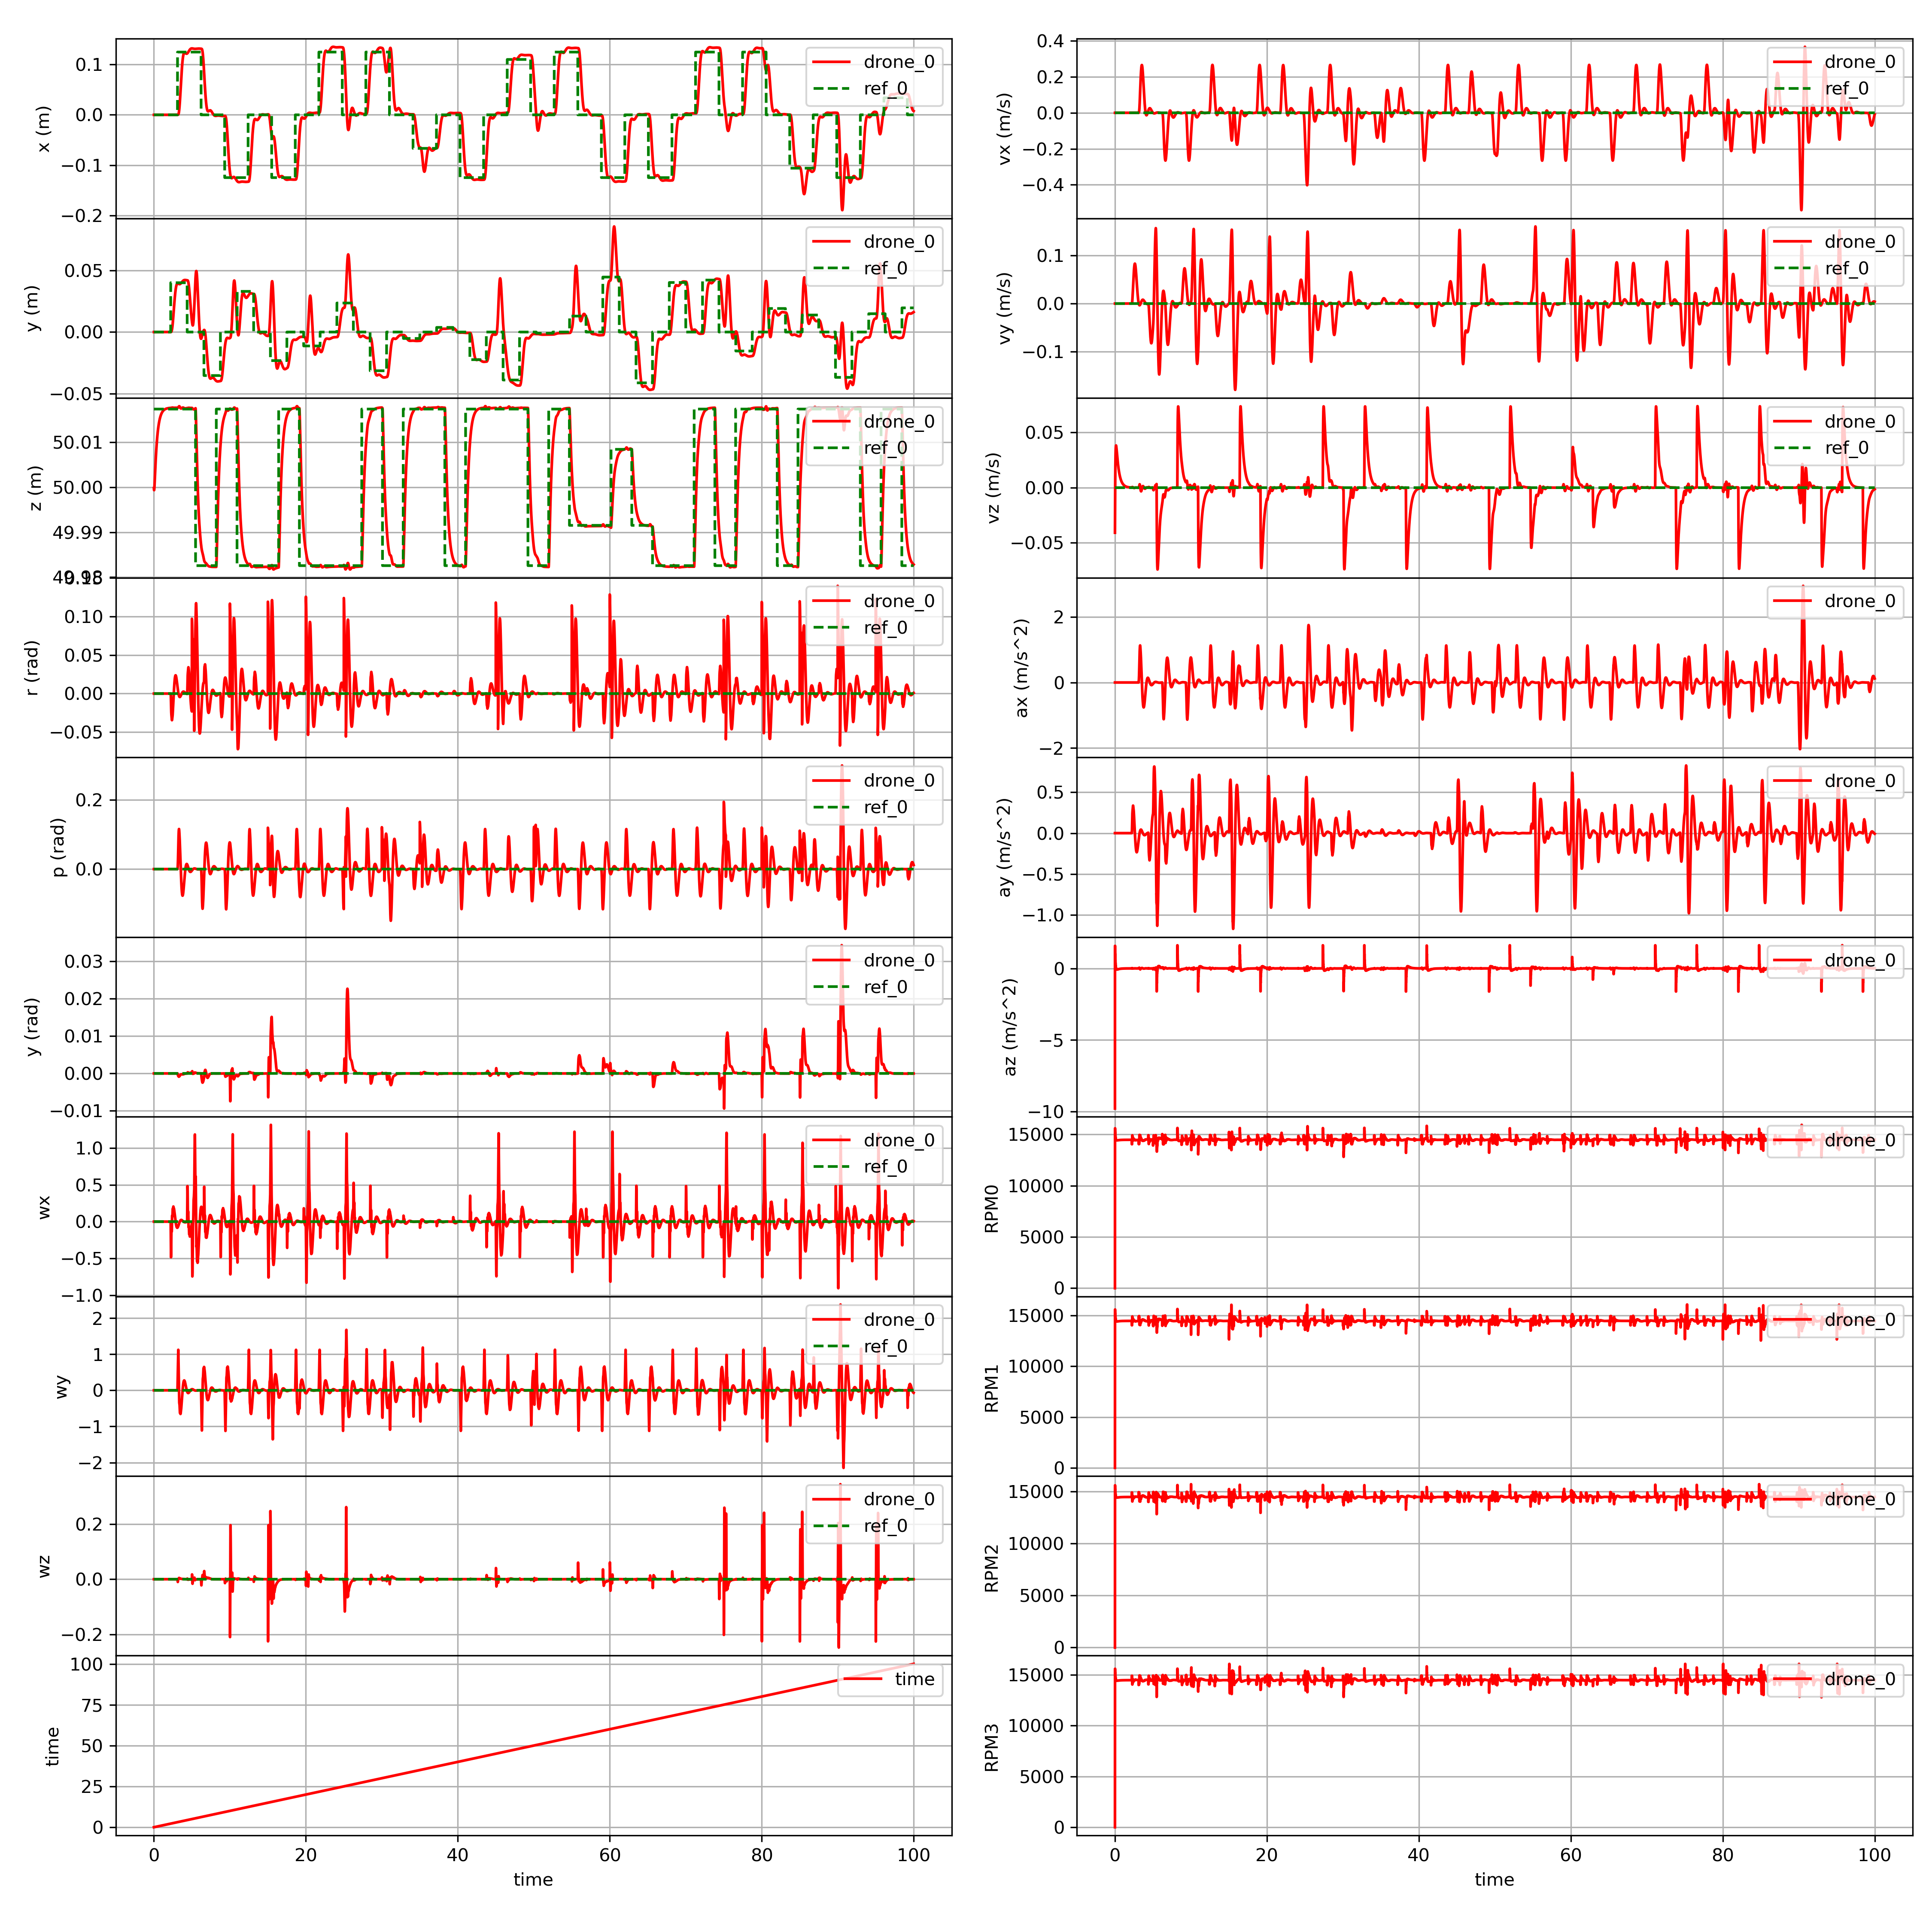 0.1
0.0
−0.1
−0.2
x (m)
drone_0
ref_0
0.05
0.00
−0.05
y (m)
drone_0
ref_0
50.01
50.00
49.99
49.98
z (m)
drone_0
ref_0
0.10
0.05
0.00
−0.05
r (rad)
drone_0
ref_0
0.2
0.0
p (rad)
drone_0
ref_0
0.03
0.02
0.01
0.00
−0.01
y (rad)
drone_0
ref_0
1.0
0.5
0.0
−0.5
−1.0
wx
drone_0
ref_0
2
1
0
−1
−2
wy
drone_0
ref_0
0.2
0.0
−0.2
wz
drone_0
ref_0
100
75
50
25
0
time
time
0 20 40 60 80 100
time
0.4
0.2
0.0
−0.2
−0.4
vx (m/s)
drone_0
ref_0
0.1
0.0
−0.1
vy (m/s)
drone_0
ref_0
0.05
0.00
−0.05
vz (m/s)
drone_0
ref_0
2
0
−2
ax (m/s^2)
drone_0
0.5
0.0
−0.5
−1.0
ay (m/s^2)
drone_0
0
−5
−10
az (m/s^2)
drone_0
15000
10000
5000
0
RPM0
drone_0
15000
10000
5000
0
RPM1
drone_0
15000
10000
5000
0
RPM2
drone_0
15000
10000
5000
0
RPM3
drone_0
0 20 40 60 80 100
time